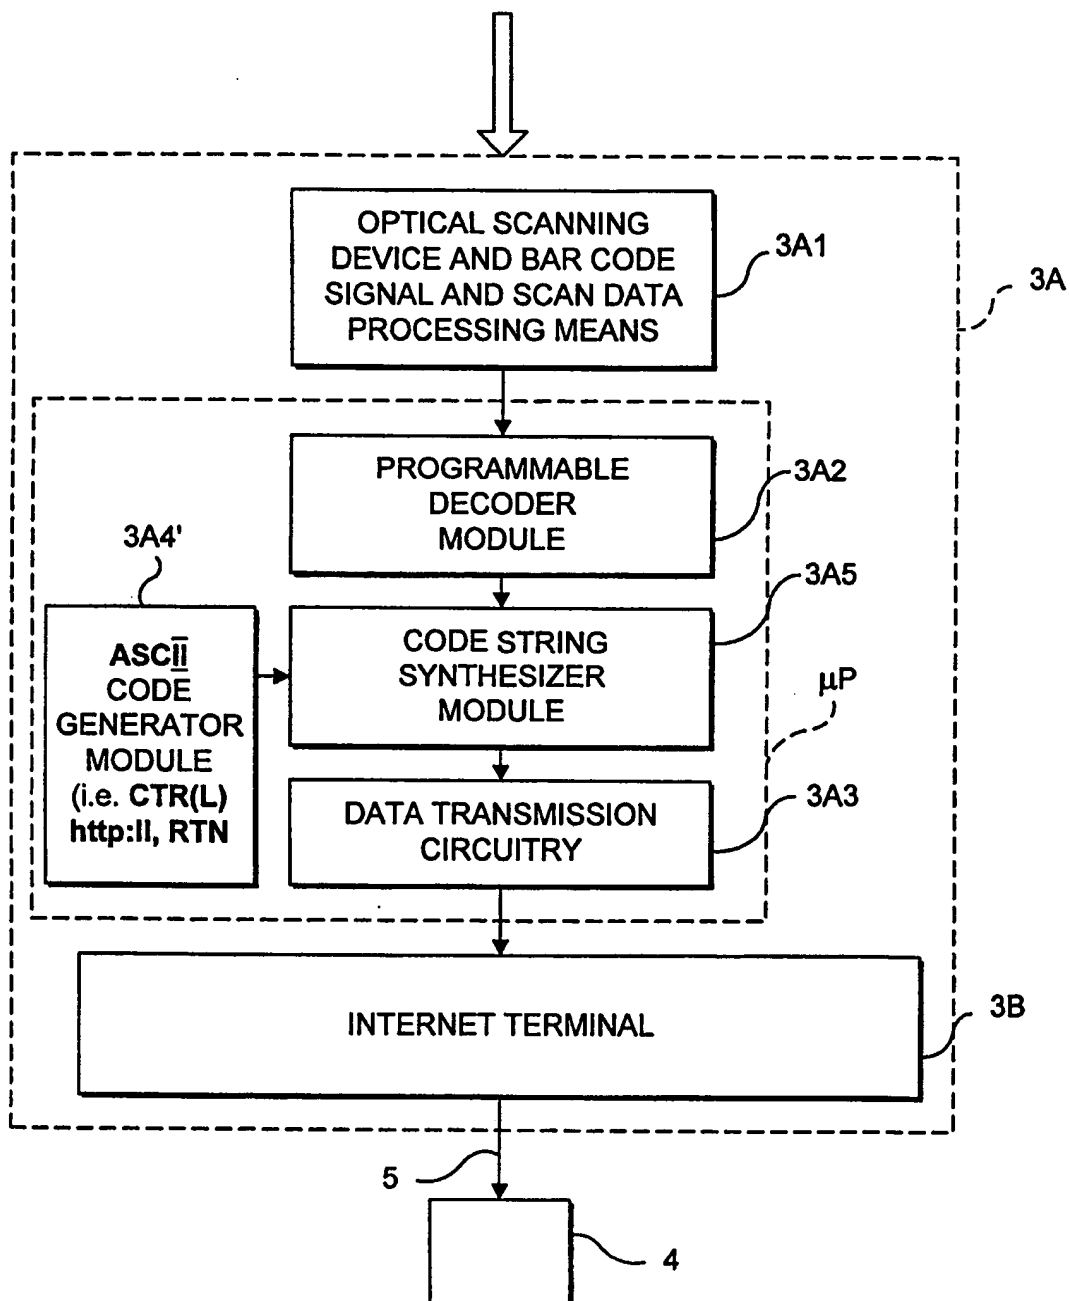 OPTICAL SCANNING
DEVICE AND BAR CODE
SIGNAL AND SCAN DATA
PROCESSING MEANS
3A1
3A
PROGRAMMABLE
DECODER
MODULE
3A2
3A4'
ASCII
CODE
GENERATOR
MODULE
(i.e. CTR(L)
http:II, RTN
CODE STRING
SYNTHESIZER
MODULE
3A5
μP
DATA TRANSMISSION
CIRCUITRY
3A3
INTERNET TERMINAL
3B
5
4